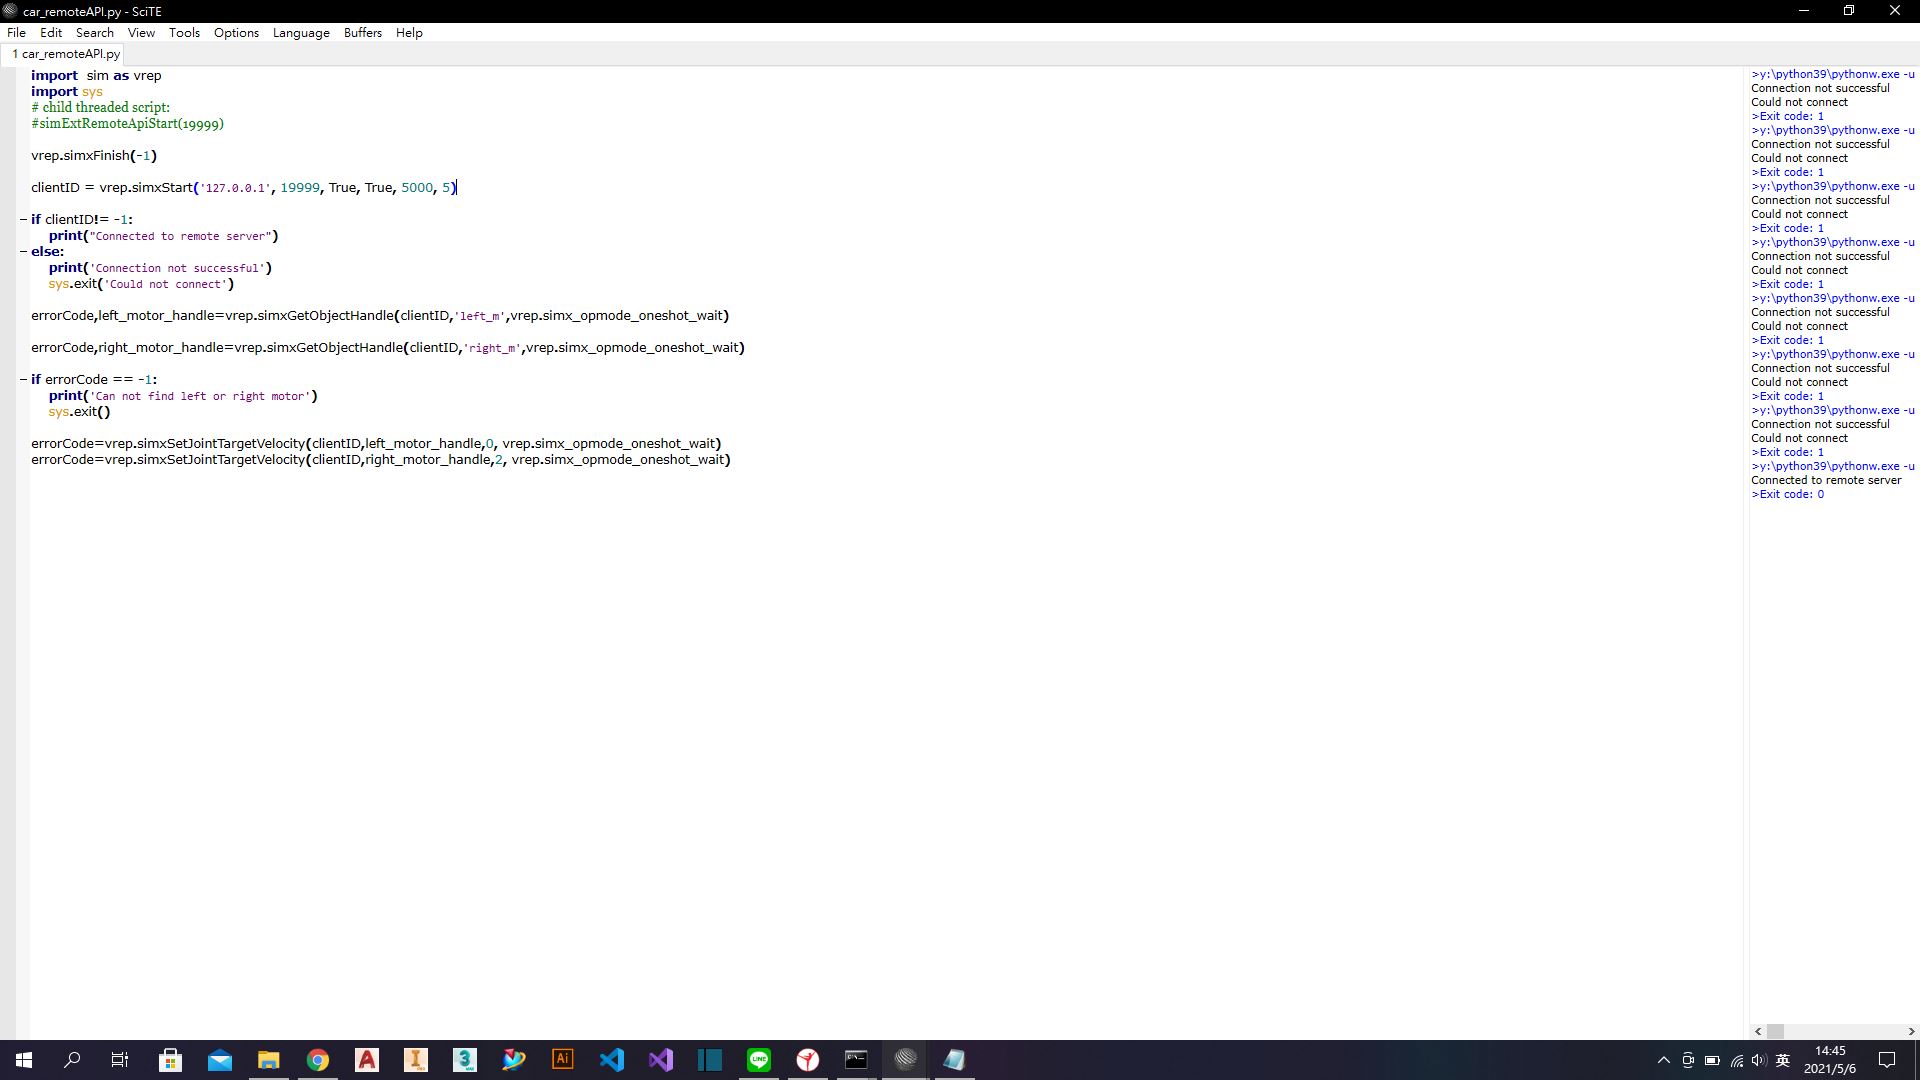 car_remoteAPI.py - SciTE
File Edit Search View Tools Options Language Buffers Help
1 car_remoteAPI.py
import  sim as vrep
import sys
# child threaded script:
#simExtRemoteApiStart(19999)
vrep.simxFinish(-1)
clientID = vrep.simxStart('127.0.0.1', 19999, True, True, 5000, 5)
if clientID!= -1:
print("Connected to remote server")
else:
print('Connection not successful')
sys.exit('Could not connect')
errorCode,left_motor_handle=vrep.simxGetObjectHandle(clientID,'left_m',vrep.simx_opmode_oneshot_wait)
errorCode,right_motor_handle=vrep.simxGetObjectHandle(clientID,'right_m',vrep.simx_opmode_oneshot_wait)
if errorCode == -1:
print('Can not find left or right motor')
sys.exit()
errorCode=vrep.simxSetJointTargetVelocity(clientID,left_motor_handle,0, vrep.simx_opmode_oneshot_wait)
errorCode=vrep.simxSetJointTargetVelocity(clientID,right_motor_handle,2, vrep.simx_opmode_oneshot_wait)
>y:\python39\pythonw.exe -u
Connection not successful
Could not connect
>Exit code: 1
>y:\python39\pythonw.exe -u
Connection not successful
Could not connect
>Exit code: 1
>y:\python39\pythonw.exe -u
Connection not successful
Could not connect
>Exit code: 1
>y:\python39\pythonw.exe -u
Connection not successful
Could not connect
>Exit code: 1
>y:\python39\pythonw.exe -u
Connection not successful
Could not connect
>Exit code: 1
>y:\python39\pythonw.exe -u
Connection not successful
Could not connect
>Exit code: 1
>y:\python39\pythonw.exe -u
Connection not successful
Could not connect
>Exit code: 1
>y:\python39\pythonw.exe -u
Connected to remote server
>Exit code: 0
A I 3 Ai LINE
英
14:45
2021/5/6